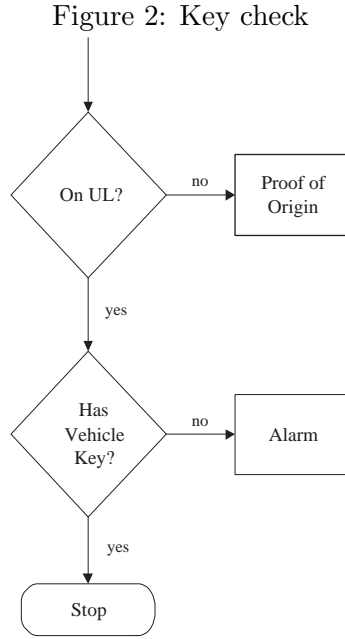 Figure 2: Key check
On UL?
no
Proof of
Origin
yes
Has
Vehicle
Key?
no
Alarm
yes
Stop